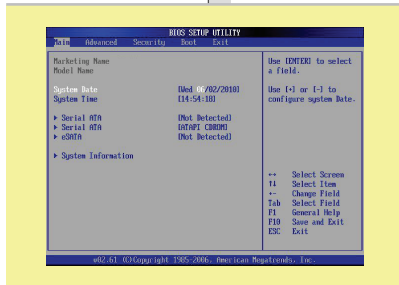 BIOS SETUP UTILITY
Main Advanced Security Boot Exit
Marketing Name
Model Name
System Date [Wed 06/02/2010]
System Time [14:54:18]
▶ Serial ATA [Not Detected]
▶ Serial ATA [ATAPI CDROM]
▶ eSATA [Not Detected]
▶ System Information
Use [ENTER] to select
a field.
Use [+] or [-] to
configure system Date.
↔ Select Screen
↑↓ Select Item
+- Change Field
Tab Select Field
F1 General Help
F10 Save and Exit
ESC Exit
v02.61 (C)Copyright 1985-2006, American Megatrends, Inc.